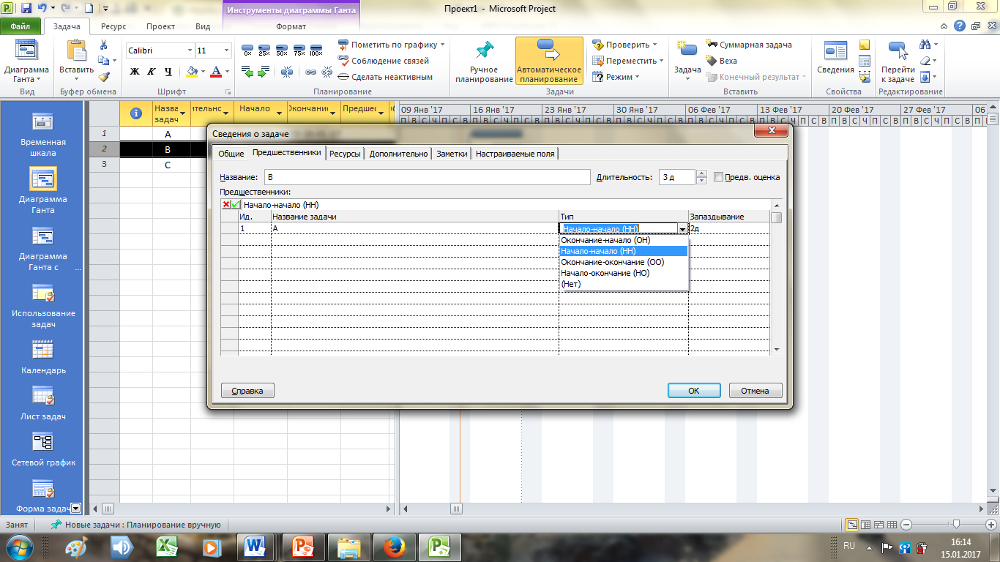 Инструменты диаграммы Ганта
Проект1 - Microsoft Project
Файл Задача Ресурс Проект Вид Формат
Диаграмма Ганта
Вид
Вставить
Буфер обмена
Calibri 11
Ж К Ч А
Шрифт
0% 25% 50% 75% 100%
Пометить по графику
Соблюдение связей
Сделать неактивным
Планирование
Ручное планирование
Автоматическое планирование
Проверить
Переместить
Режим
Задачи
Задача
Суммарная задача
Веха
Конечный результат
Вставить
Сведения
Свойства
Перейти к задаче
Редактирование
Временная шкала
Диаграмма Ганта
Диаграмма Ганта с ...
Использование задач
Календарь
Лист задач
Сетевой график
Форма задач
Назва задач Начало Окончани Предшес
1 A
2 B
3 C
09 Янв '17 16 Янв '17 23 Янв '17 30 Янв '17 06 Фев '17 13 Фев '17 20 Фев '17 27 Фев '17 06
П В С Ч П С В П В С Ч П С В П В С Ч П С В П В С Ч П С В П В С Ч П С В П В С Ч П С В П В С Ч П С В П В С Ч П С В П В
Сведения о задаче
Общие Предшественники Ресурсы Дополнительно Заметки Настраиваемые поля
Название: B Длительность: 3 д Предв. оценка
Предшественники:
Начало-начало (НН)
Ид. Название задачи Тип Запаздывание
1 A Начало-начало (НН) 2д
Окончание-начало (ОН)
Начало-начало (НН)
Окончание-окончание (ОО)
Начало-окончание (НО)
(Нет)
Справка OK Отмена
Занят Новые задачи : Планирование вручную
RU
16:14
15.01.2017